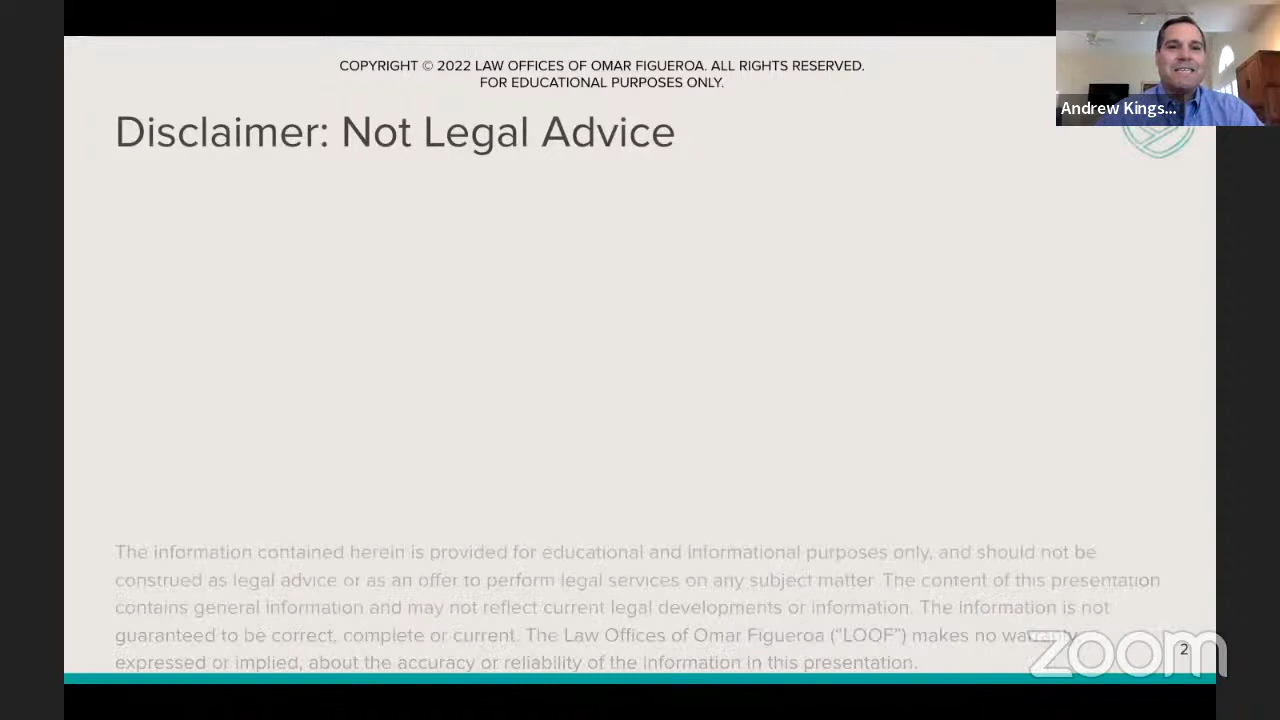 COPYRIGHT © 2022 LAW OFFICES OF OMAR FIGUEROA. ALL RIGHTS RESERVED.
FOR EDUCATIONAL PURPOSES ONLY.
Andrew Kings...
Disclaimer: Not Legal Advice
The information contained herein is provided for educational and informational purposes only, and should not be
construed as legal advice or as an offer to perform legal services on any subject matter. The content of this presentation
contains general information and may not reflect current legal developments or information. The information is not
guaranteed to be correct, complete or current. The Law Offices of Omar Figueroa (“LOOF”) makes no warranty,
expressed or implied, about the accuracy or reliability of the information in this presentation.
zoom
2